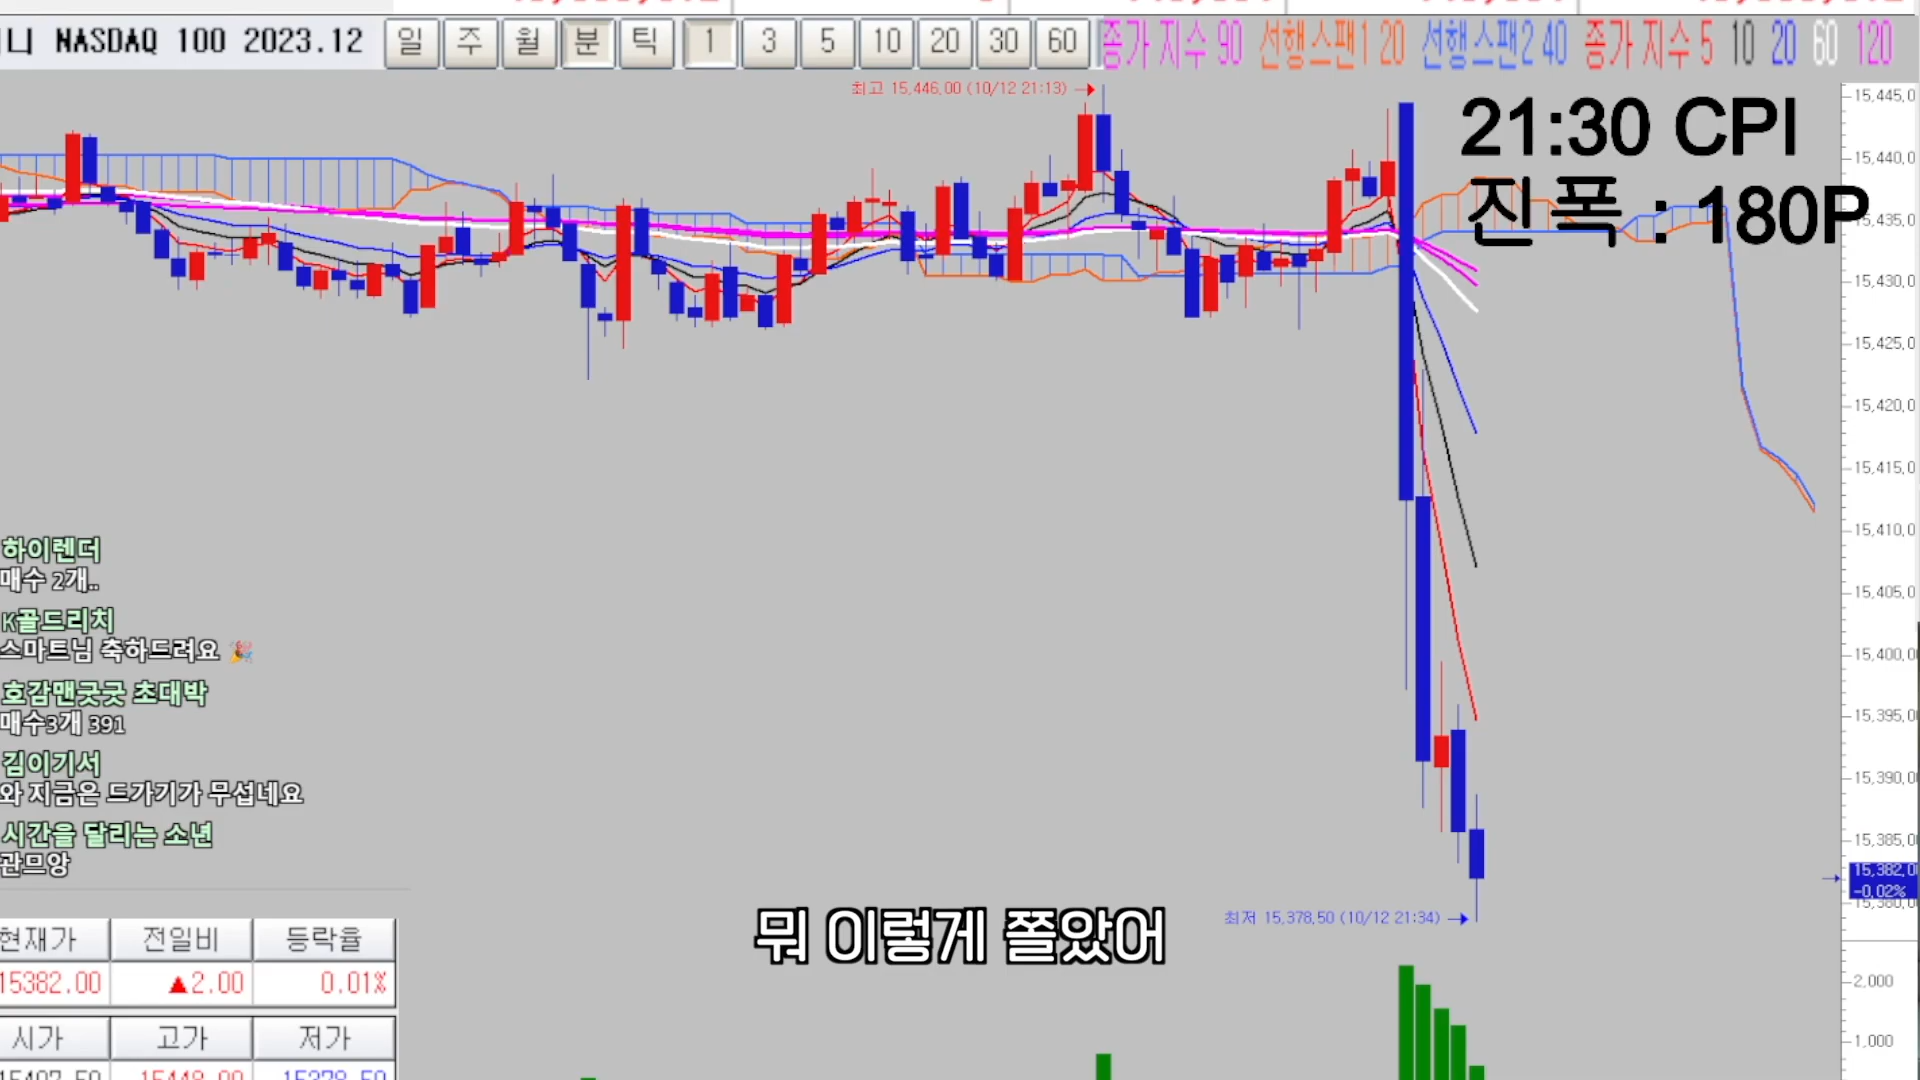 니 NASDAQ 100 2023.12 일 주 월 분 틱 1 3 5 10 20 30 60 종가 지수 90 선행스팬1 20 선행스팬2 40 종가 지수 5 10 20 60 120
최고 15,446.00 (10/12 21:13)
21:30 CPI
진폭 : 180P
15,445.0
15,440.0
15,435.0
15,430.0
15,425.0
15,420.0
15,415.0
15,410.0
15,405.0
15,400.0
15,395.0
15,390.0
15,385.0
15,382.0
-0.02%
15,380.0
하이렌더
매수 2개..
K골드리치
스마트님 축하드려요 🎉
호감맨굿굿 초대박
매수3개 391
김이기서
와 지금은 드가기가 무섭네요
시간을 달리는 소년
관므앙
최저 15,378.50 (10/12 21:34)
뭐 이렇게 쫄았어
현재가 전일비 등락율
15382.00 ▲2.00 0.01%
시가 고가 저가
15448.00 15378.50
2,000
1,000